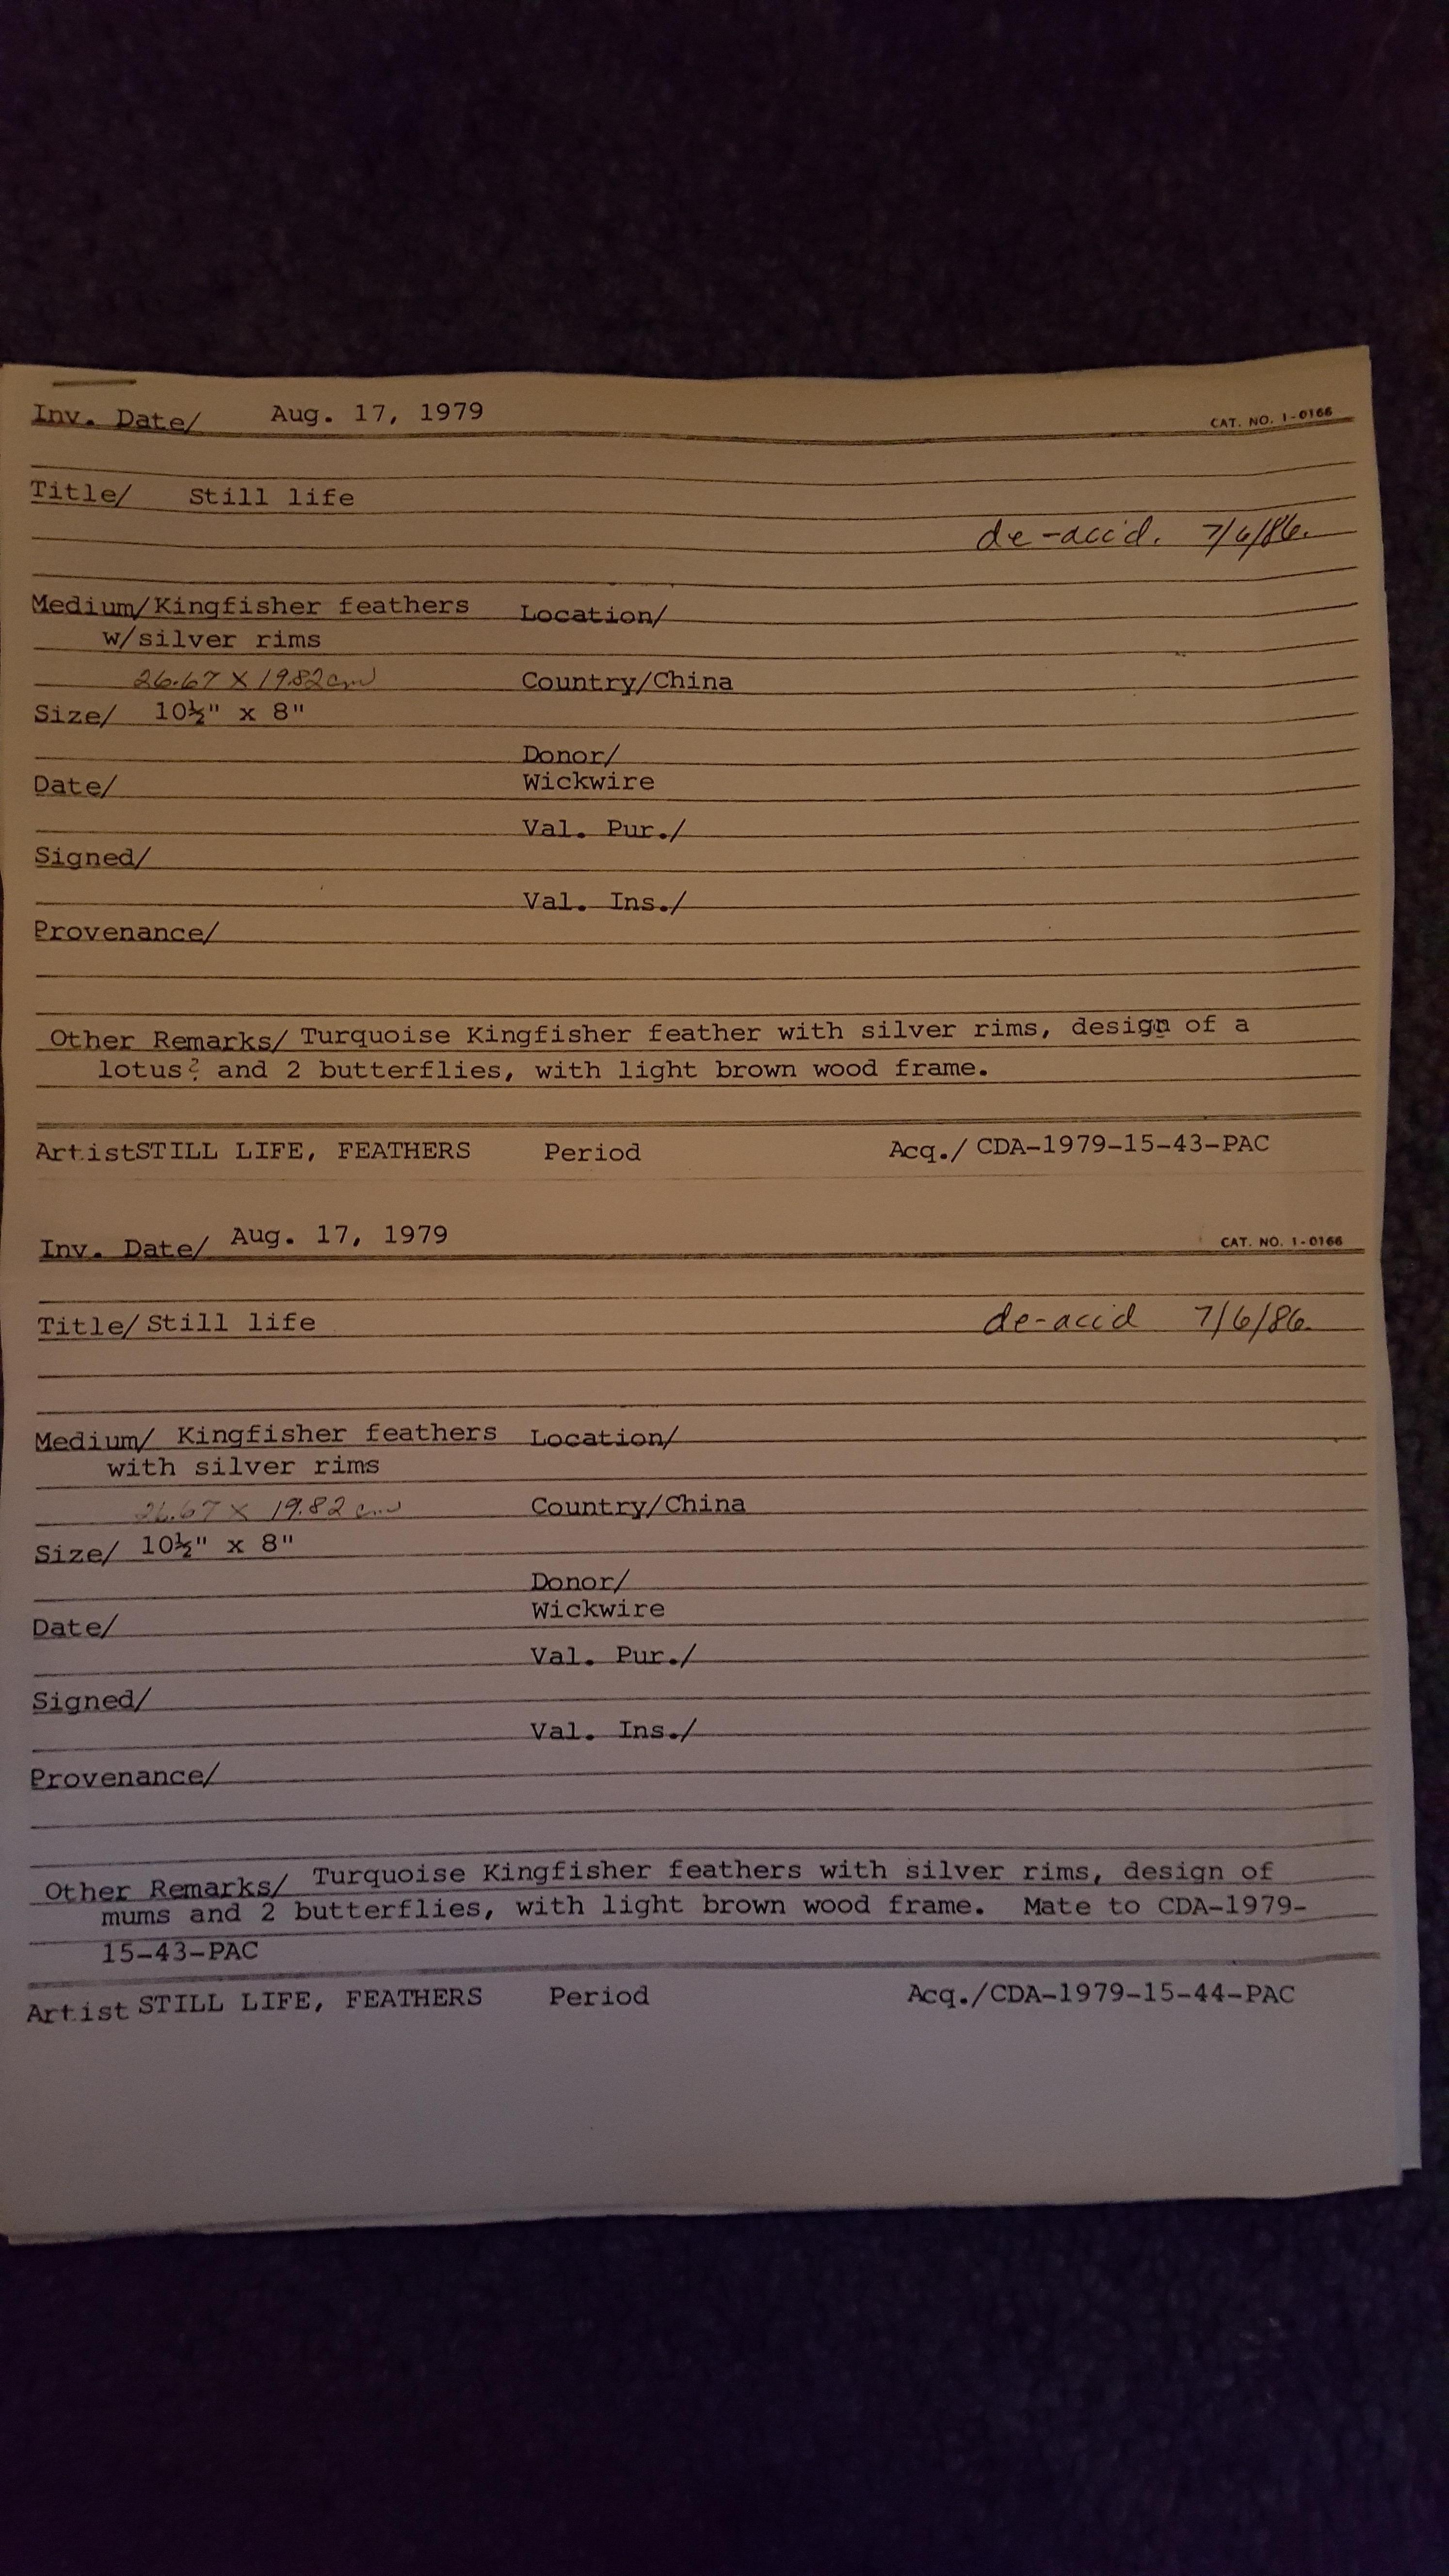 Inv. Date/ Aug. 17, 1979 CAT. NO. 1-0166
Title/ Still life
de-acc'd. 7/6/86.
Medium/Kingfisher feathers Location/
w/silver rims
26.67 X 19.82 cm Country/China
Size/ 10½" x 8"
Donor/
Date/ Wickwire
Val. Pur./
Signed/
Val. Ins./
Provenance/
Other Remarks/ Turquoise Kingfisher feather with silver rims, design of a
lotus? and 2 butterflies, with light brown wood frame.
ArtistSTILL LIFE, FEATHERS Period Acq./ CDA-1979-15-43-PAC
Inv. Date/ Aug. 17, 1979 CAT. NO. 1-0166
Title/Still life de-acid 7/6/86.
Medium/ Kingfisher feathers Location/
with silver rims
26.67 X 19.82 cm Country/China
Size/ 10½" x 8"
Donor/
Date/ Wickwire
Val. Pur./
Signed/
Val. Ins./
Provenance/
Other Remarks/ Turquoise Kingfisher feathers with silver rims, design of
mums and 2 butterflies, with light brown wood frame. Mate to CDA-1979-
15-43-PAC
Artist STILL LIFE, FEATHERS Period Acq./CDA-1979-15-44-PAC